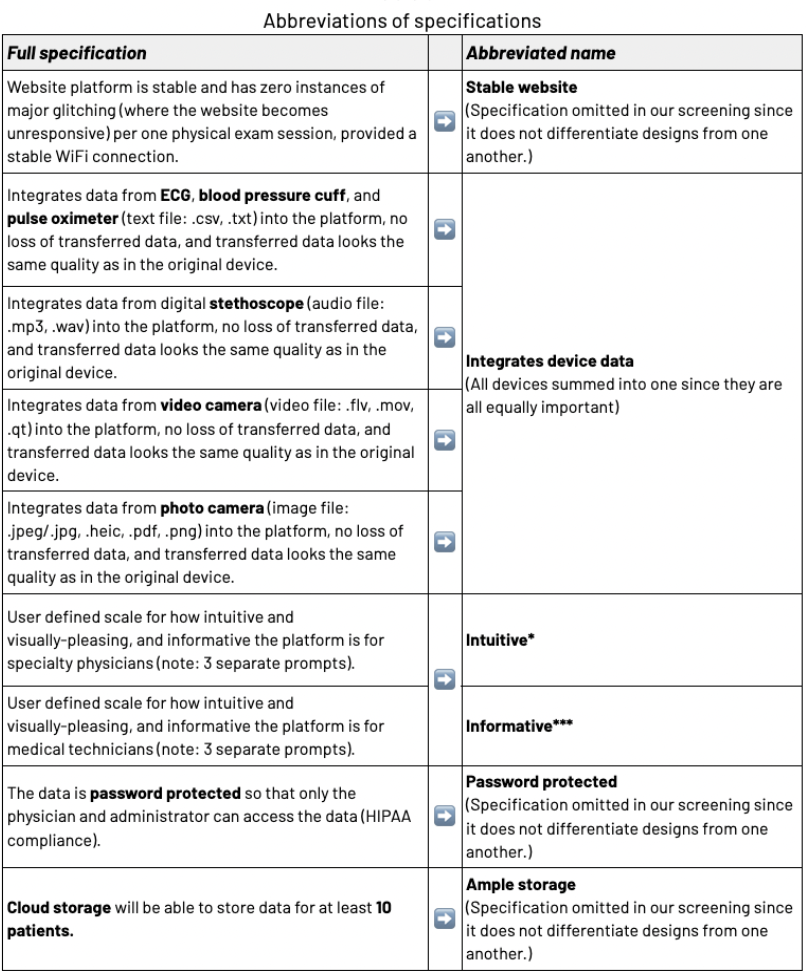 Abbreviations of specifications
Full specification
Abbreviated name
Website platform is stable and has zero instances of
major glitching (where the website becomes
unresponsive) per one physical exam session, provided a
stable WiFi connection.
Stable website
(Specification omitted in our screening since
it does not differentiate designs from one
another.)
Integrates data from ECG, blood pressure cuff, and
pulse oximeter (text file: .csv, .txt) into the platform, no
loss of transferred data, and transferred data looks the
same quality as in the original device.
Integrates data from digital stethoscope (audio file:
.mp3, .wav) into the platform, no loss of transferred data,
and transferred data looks the same quality as in the
original device.
Integrates data from video camera (video file: .flv, .mov,
.qt) into the platform, no loss of transferred data, and
transferred data looks the same quality as in the original
device.
Integrates data from photo camera (image file:
.jpeg/.jpg, .heic, .pdf, .png) into the platform, no loss of
transferred data, and transferred data looks the same
quality as in the original device.
Integrates device data
(All devices summed into one since they are
all equally important)
User defined scale for how intuitive and
visually-pleasing, and informative the platform is for
specialty physicians (note: 3 separate prompts).
Intuitive*
User defined scale for how intuitive and
visually-pleasing, and informative the platform is for
medical technicians (note: 3 separate prompts).
Informative***
The data is password protected so that only the
physician and administrator can access the data (HIPAA
compliance).
Password protected
(Specification omitted in our screening since
it does not differentiate designs from one
another.)
Cloud storage will be able to store data for at least 10
patients.
Ample storage
(Specification omitted in our screening since
it does not differentiate designs from one
another.)